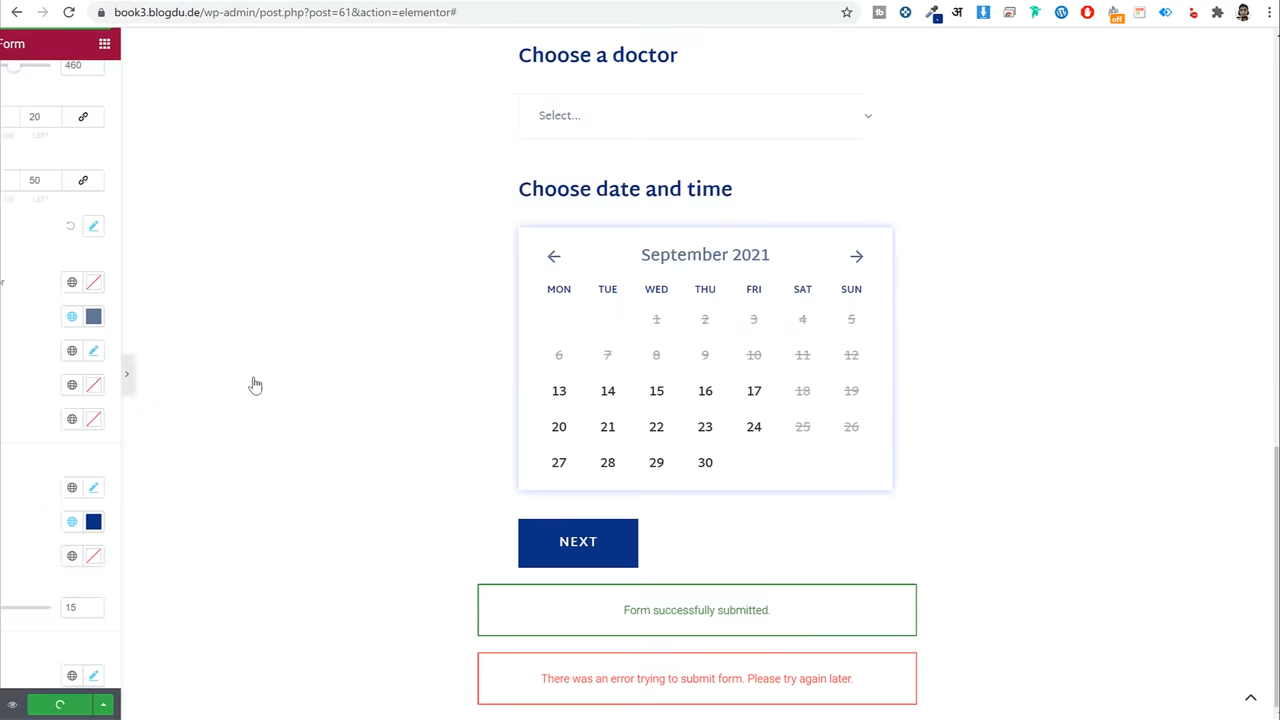 book3.blogdu.de/wp-admin/post.php?post=61&action=elementor#
off
Form
460
20
LEFT
50
LEFT
15
Choose a doctor
Select...
Choose date and time
September 2021
MON TUE WED THU FRI SAT SUN
1 2 3 4 5
6 7 8 9 10 11 12
13 14 15 16 17 18 19
20 21 22 23 24 25 26
27 28 29 30
NEXT
Form successfully submitted.
There was an error trying to submit form. Please try again later.